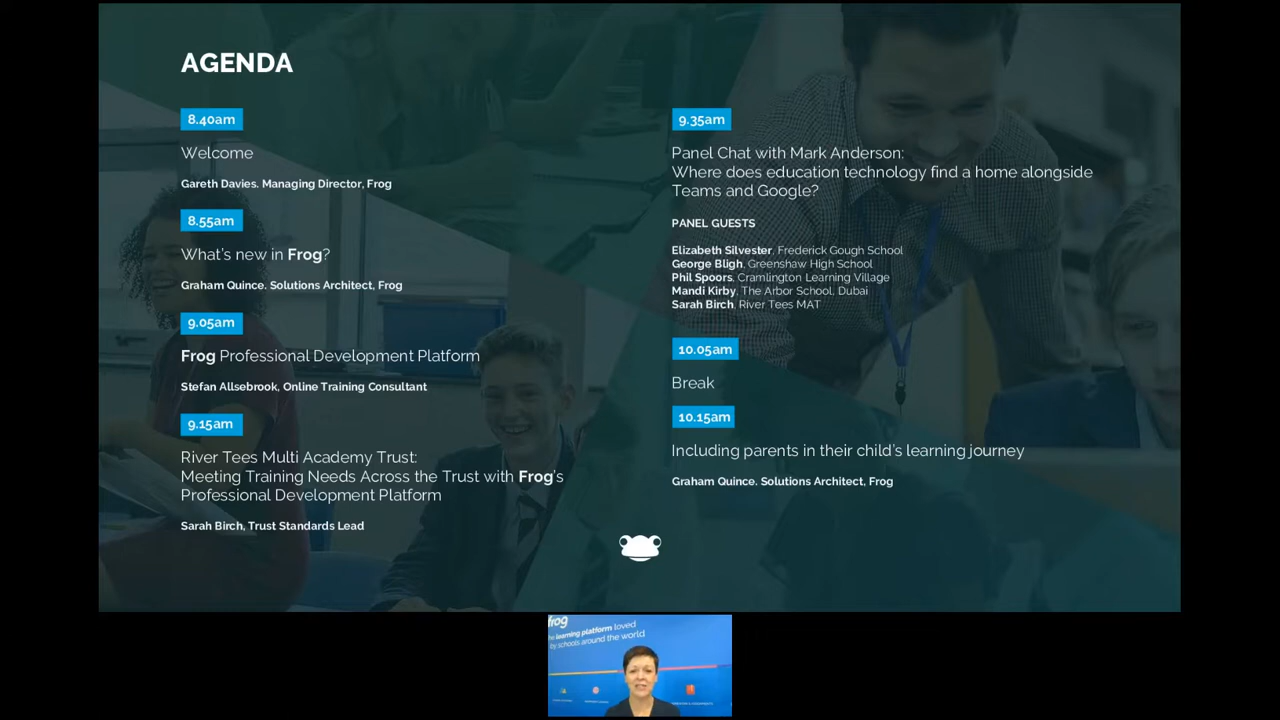 AGENDA
8.40am
Welcome
Gareth Davies. Managing Director, Frog
8.55am
What's new in Frog?
Graham Quince. Solutions Architect, Frog
9.05am
Frog Professional Development Platform
Stefan Allsebrook, Online Training Consultant
9.15am
River Tees Multi Academy Trust:
Meeting Training Needs Across the Trust with Frog's
Professional Development Platform
Sarah Birch, Trust Standards Lead
9.35am
Panel Chat with Mark Anderson:
Where does education technology find a home alongside
Teams and Google?
PANEL GUESTS
Elizabeth Silvester, Frederick Gough School
George Bligh, Greenshaw High School
Phil Spoors, Cramlington Learning Village
Mandi Kirby, The Arbor School, Dubai
Sarah Birch, River Tees MAT
10.05am
Break
10.15am
Including parents in their child's learning journey
Graham Quince. Solutions Architect, Frog
frog
learning platform loved
by schools around the world